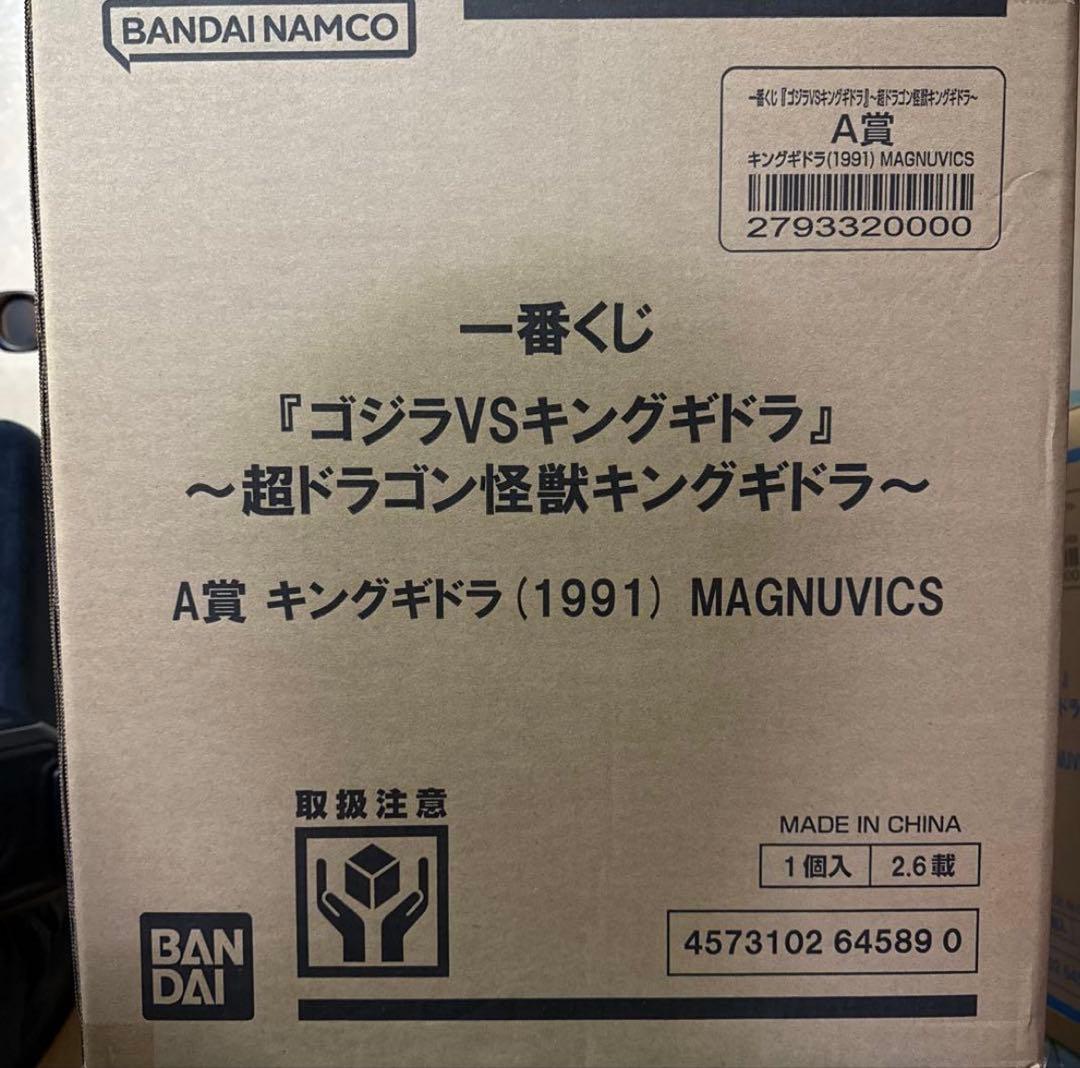 BANDAI NAMCO
一番くじ『ゴジラVSキングギドラ』~超ドラゴン怪獣キングギドラ~
A賞
キングギドラ(1991) MAGNUVICS
2793320000
一番くじ
『ゴジラVSキングギドラ』
~超ドラゴン怪獣キングギドラ~
A賞 キングギドラ(1991) MAGNUVICS
取扱注意
MADE IN CHINA
1個入 2.6載
4573102 64589 0
BAN
DAI